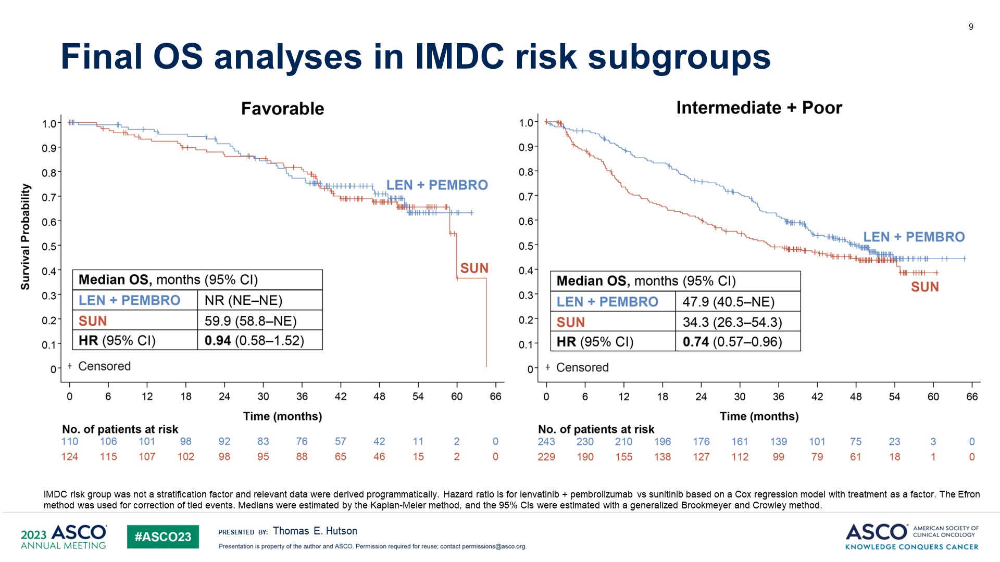 9
Final OS analyses in IMDC risk subgroups
Favorable
Survival Probability
1.0
0.9
0.8
0.7
0.6
0.5
0.4
0.3
0.2
0.1
0
LEN + PEMBRO
SUN
Median OS, months (95% CI)
LEN + PEMBRO NR (NE–NE)
SUN 59.9 (58.8–NE)
HR (95% CI) 0.94 (0.58–1.52)
+ Censored
0 6 12 18 24 30 36 42 48 54 60 66
Time (months)
No. of patients at risk
110 106 101 98 92 83 76 57 42 11 2 0
124 115 107 102 98 95 88 65 46 15 2 0
Intermediate + Poor
1.0
0.9
0.8
0.7
0.6
0.5
0.4
0.3
0.2
0.1
0
LEN + PEMBRO
SUN
Median OS, months (95% CI)
LEN + PEMBRO 47.9 (40.5–NE)
SUN 34.3 (26.3–54.3)
HR (95% CI) 0.74 (0.57–0.96)
+ Censored
0 6 12 18 24 30 36 42 48 54 60 66
Time (months)
No. of patients at risk
243 230 210 196 176 161 139 101 75 23 3 0
229 190 155 138 127 112 99 79 61 18 1 0
IMDC risk group was not a stratification factor and relevant data were derived programmatically. Hazard ratio is for lenvatinib + pembrolizumab vs sunitinib based on a Cox regression model with treatment as a factor. The Efron
method was used for correction of tied events. Medians were estimated by the Kaplan-Meier method, and the 95% CIs were estimated with a generalized Brookmeyer and Crowley method.
2023 ASCO
ANNUAL MEETING
#ASCO23
PRESENTED BY: Thomas E. Hutson
Presentation is property of the author and ASCO. Permission required for reuse; contact permissions@asco.org.
ASCO AMERICAN SOCIETY OF
CLINICAL ONCOLOGY
KNOWLEDGE CONQUERS CANCER